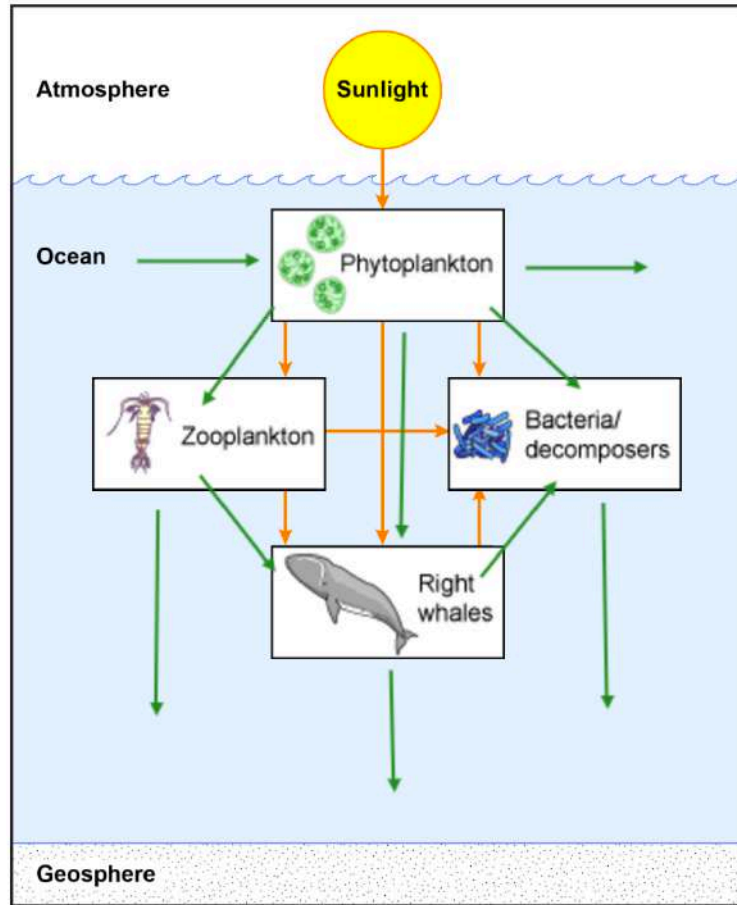 Atmosphere
Sunlight
Ocean
Phytoplankton
Zooplankton
Bacteria/
decomposers
Right
whales
Geosphere